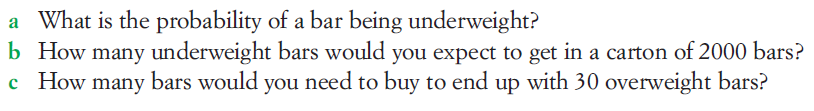 a What is the probability of a bar being underweight?
b How many underweight bars would you expect to get in a carton of 2000 bars?
c How many bars would you need to buy to end up with 30 overweight bars?